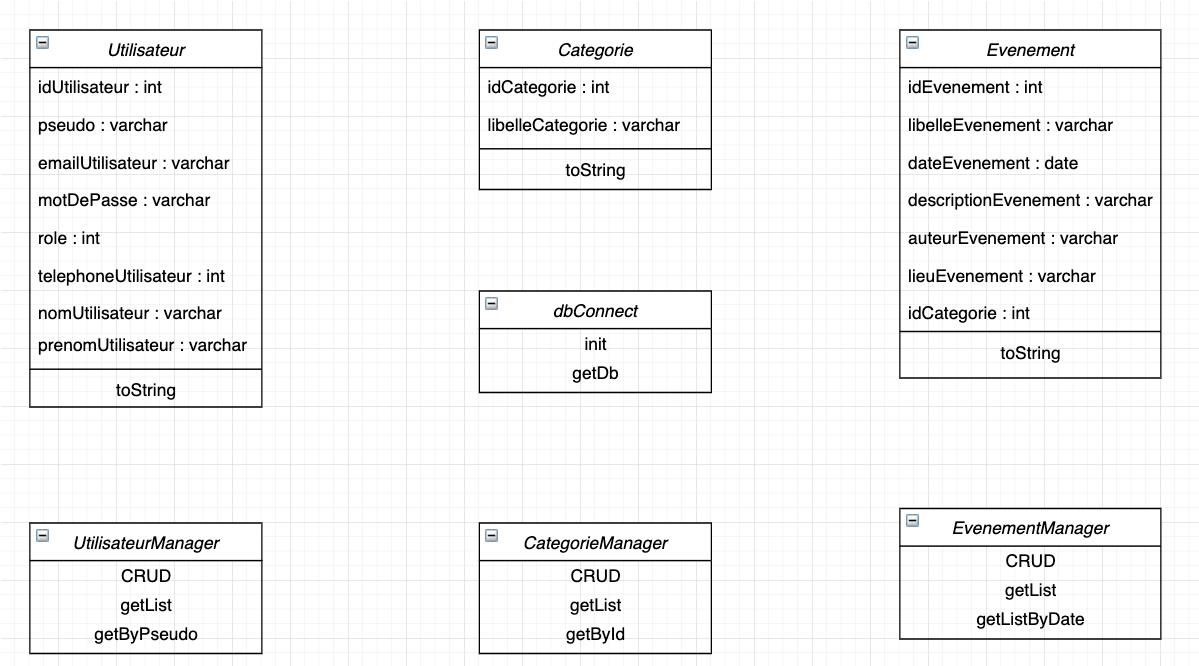 Utilisateur
idUtilisateur : int
pseudo : varchar
emailUtilisateur : varchar
motDePasse : varchar
role : int
telephoneUtilisateur : int
nomUtilisateur : varchar
prenomUtilisateur : varchar
toString
Categorie
idCategorie : int
libelleCategorie : varchar
toString
Evenement
idEvenement : int
libelleEvenement : varchar
dateEvenement : date
descriptionEvenement : varchar
auteurEvenement : varchar
lieuEvenement : varchar
idCategorie : int
toString
dbConnect
init
getDb
UtilisateurManager
CRUD
getList
getByPseudo
CategorieManager
CRUD
getList
getById
EvenementManager
CRUD
getList
getListByDate